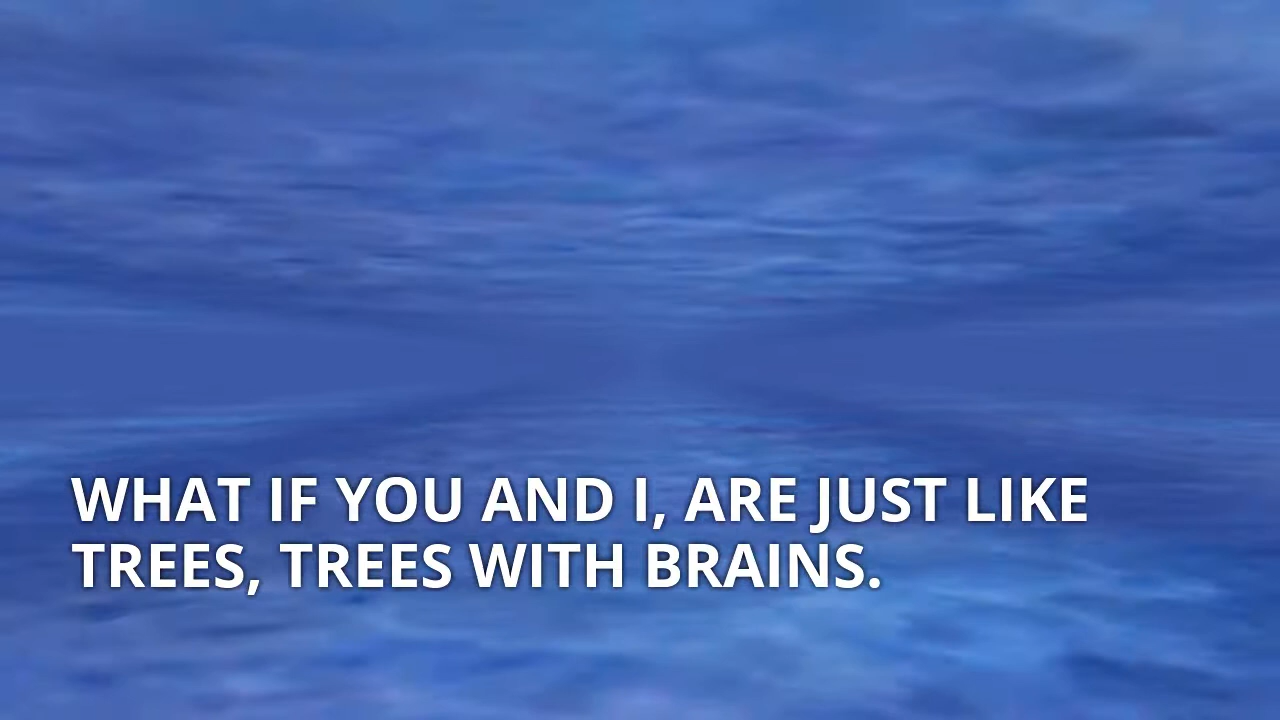 WHAT IF YOU AND I, ARE JUST LIKE
TREES, TREES WITH BRAINS.